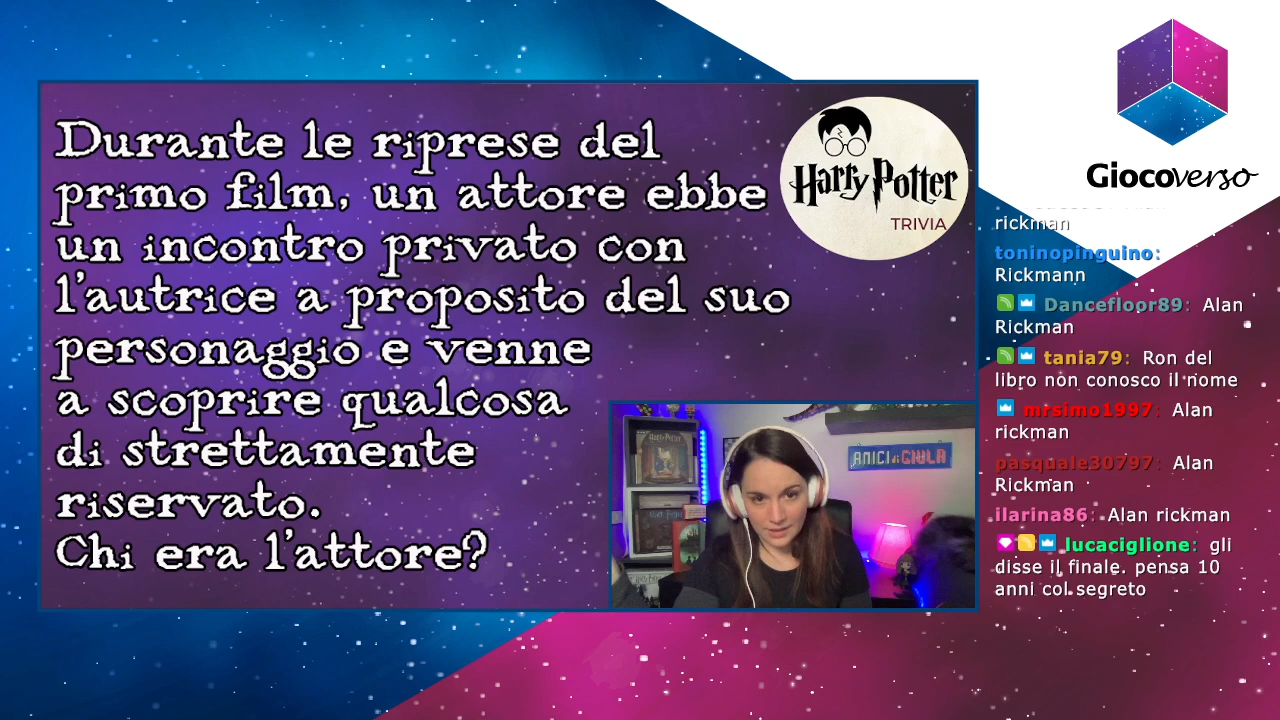 Durante le riprese del
primo film, un attore ebbe
un incontro privato con
l'autrice a proposito del suo
personaggio e venne
a scoprire qualcosa
di strettamente
riservato.
Chi era l'attore?
Harry Potter
TRIVIA
AMICI di GIULA
Giocoverso
rickman
toninopinguino:
Rickmann
Dancefloor89: Alan
Rickman
tania79: Ron del
libro non conosco il nome
mrsimo1997: Alan
rickman
pasquale30797: Alan
Rickman
ilarina86: Alan rickman
lucaciglione: gli
disse il finale. pensa 10
anni col segreto